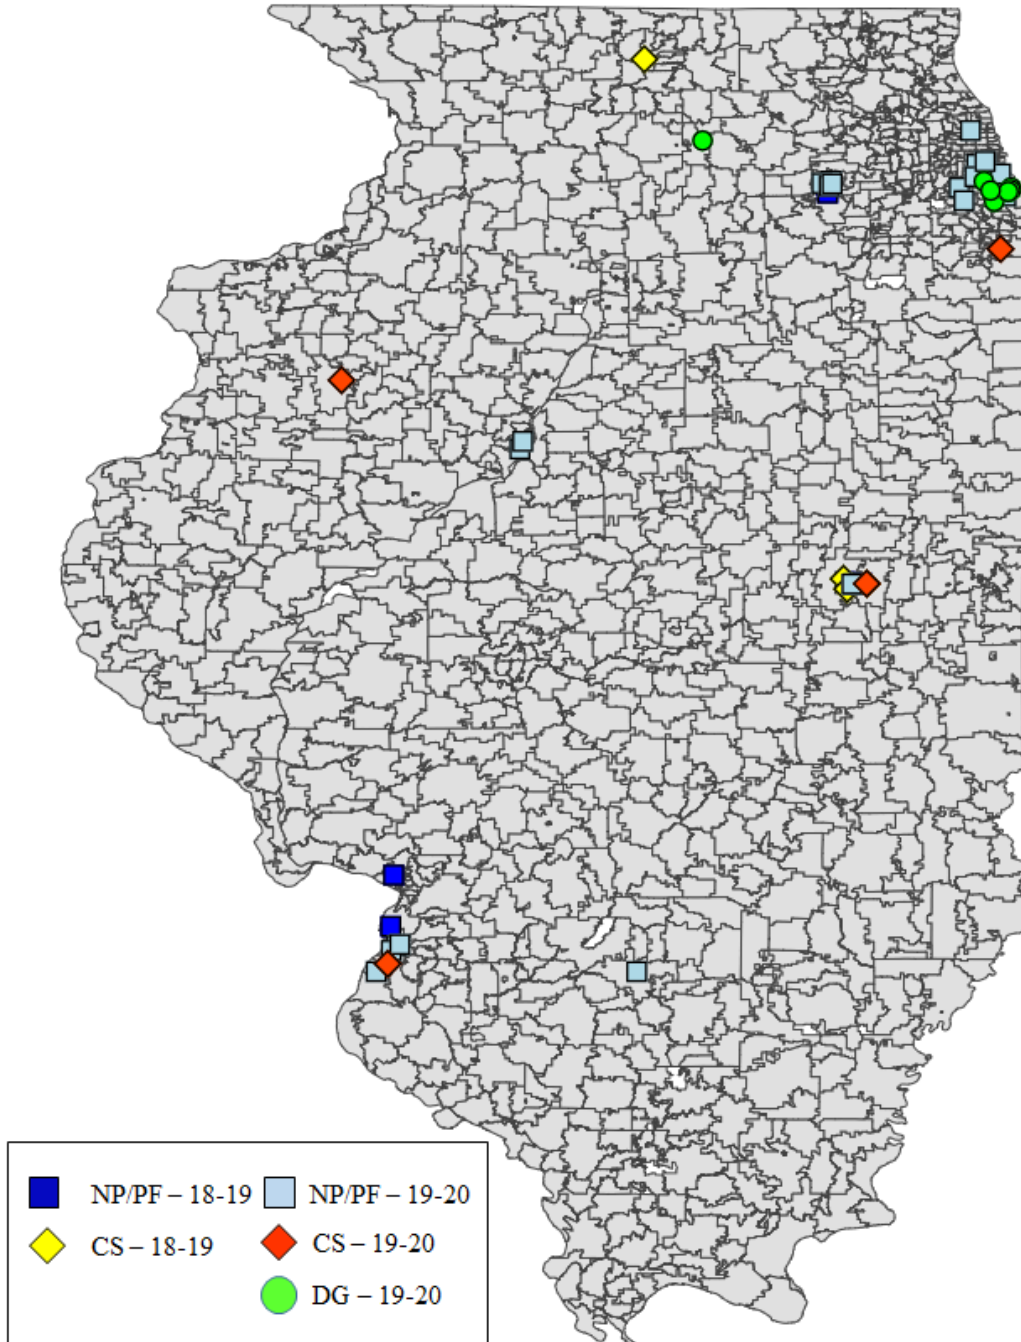 NP/PF – 18-19 NP/PF – 19-20
CS – 18-19 CS – 19-20
DG – 19-20